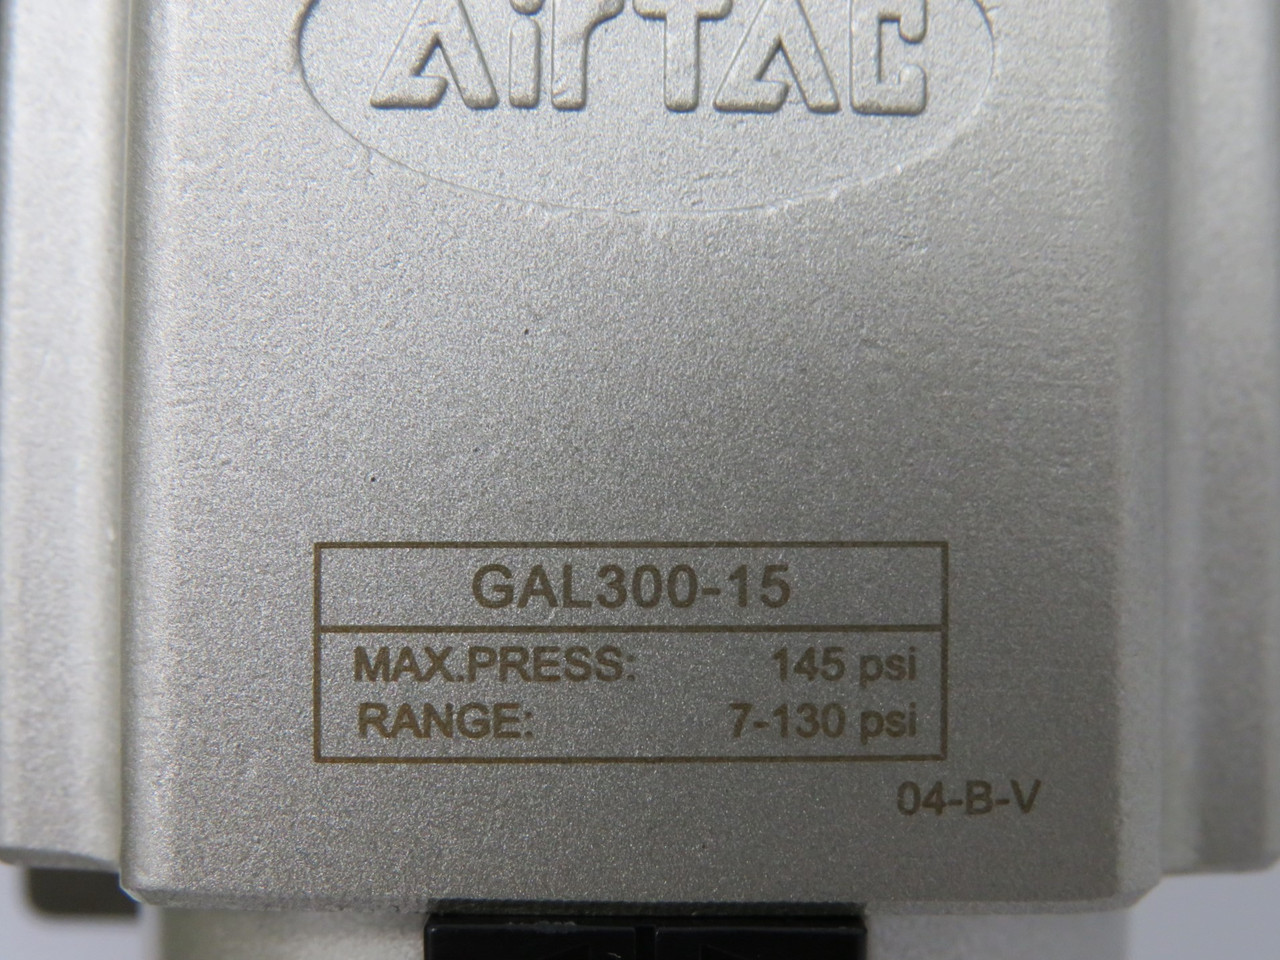 AirTAC
GAL300-15
MAX.PRESS: 145 psi
RANGE: 7-130 psi
04-B-V